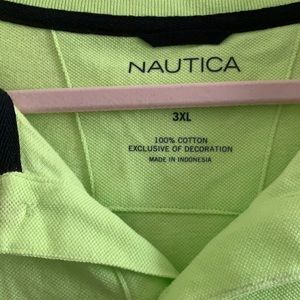 NAUTICA
3XL
100% COTTON
EXCLUSIVE OF DECORATION
MADE IN INDONESIA